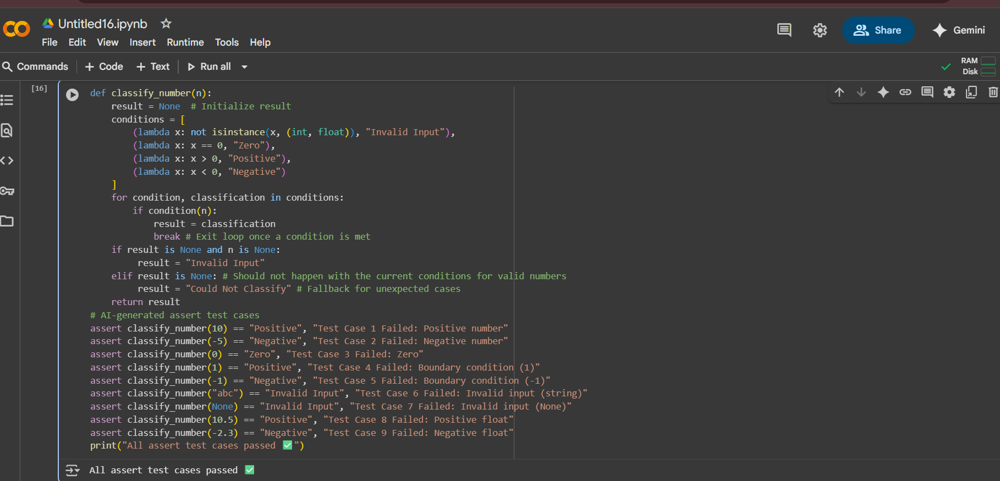 Untitled16.ipynb
File Edit View Insert Runtime Tools Help
Share
Gemini
Commands
Code
Text
Run all
RAM
Disk
[16]
def classify_number(n):
    result = None  # Initialize result
    conditions = [
        (lambda x: not isinstance(x, (int, float)), "Invalid Input"),
        (lambda x: x == 0, "Zero"),
        (lambda x: x > 0, "Positive"),
        (lambda x: x < 0, "Negative")
    ]
    for condition, classification in conditions:
        if condition(n):
            result = classification
            break # Exit loop once a condition is met
    if result is None and n is None:
         result = "Invalid Input"
    elif result is None: # Should not happen with the current conditions for valid numbers
         result = "Could Not Classify" # Fallback for unexpected cases
    return result
# AI-generated assert test cases
assert classify_number(10) == "Positive", "Test Case 1 Failed: Positive number"
assert classify_number(-5) == "Negative", "Test Case 2 Failed: Negative number"
assert classify_number(0) == "Zero", "Test Case 3 Failed: Zero"
assert classify_number(1) == "Positive", "Test Case 4 Failed: Boundary condition (1)"
assert classify_number(-1) == "Negative", "Test Case 5 Failed: Boundary condition (-1)"
assert classify_number("abc") == "Invalid Input", "Test Case 6 Failed: Invalid input (string)"
assert classify_number(None) == "Invalid Input", "Test Case 7 Failed: Invalid input (None)"
assert classify_number(10.5) == "Positive", "Test Case 8 Failed: Positive float"
assert classify_number(-2.3) == "Negative", "Test Case 9 Failed: Negative float"
print("All assert test cases passed ✅")
All assert test cases passed ✅